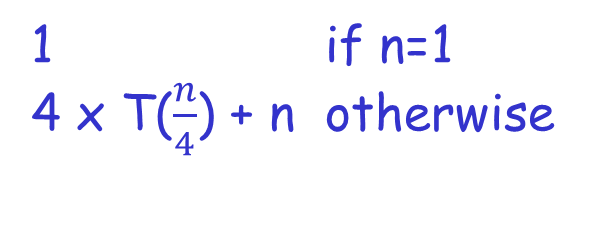 1 if n=1
4 x T(n/4) + n otherwise